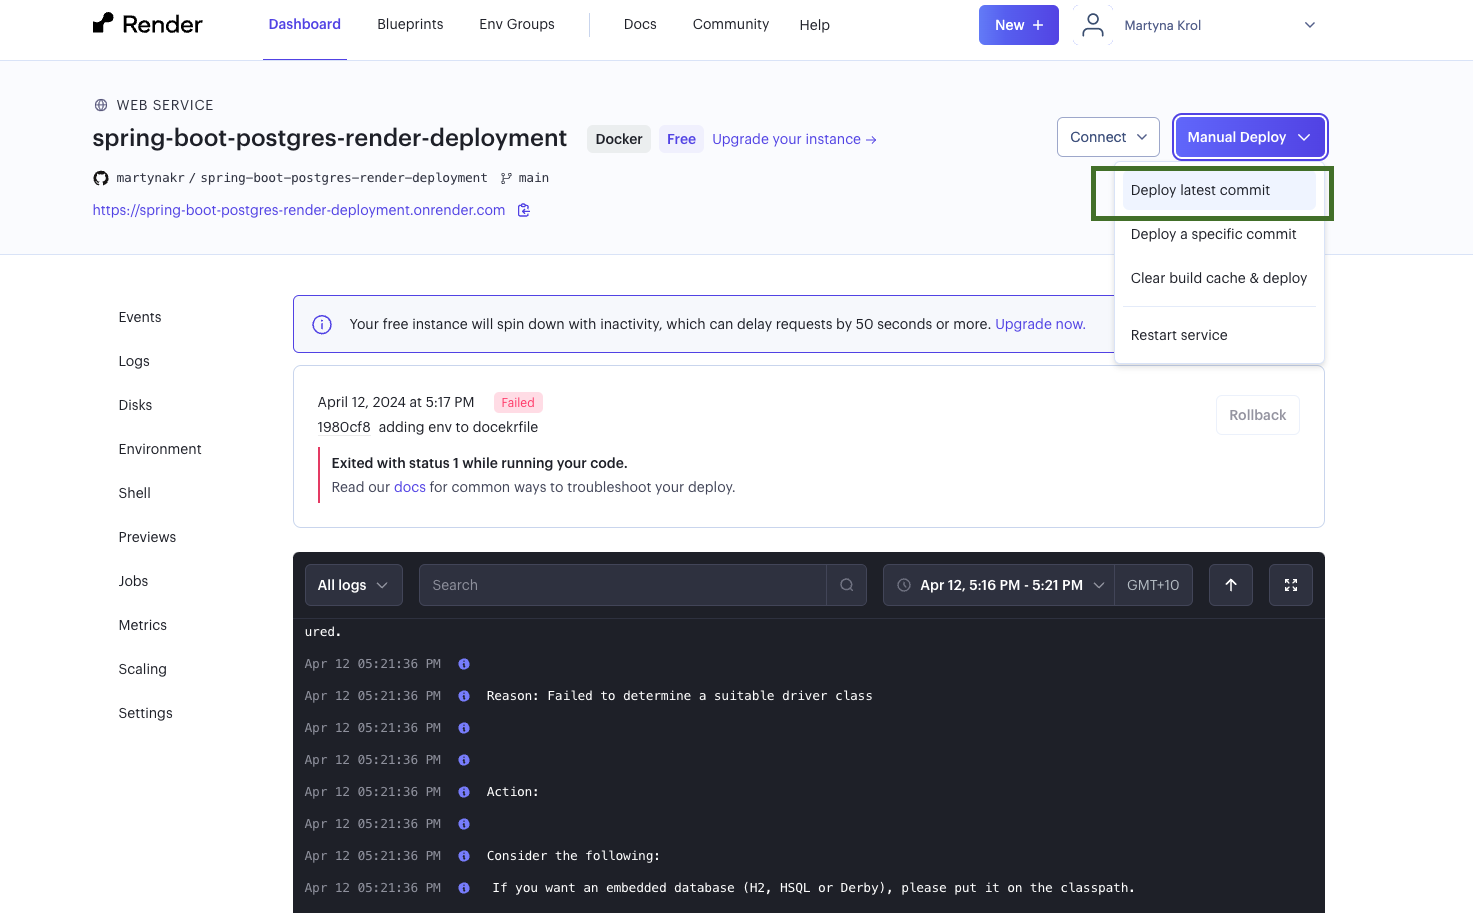 Render
Dashboard Blueprints Env Groups Docs Community Help New + Martyna Krol
WEB SERVICE
spring-boot-postgres-render-deployment Docker Free Upgrade your instance → Connect Manual Deploy
martynakr / spring-boot-postgres-render-deployment main
https://spring-boot-postgres-render-deployment.onrender.com
Deploy latest commit
Deploy a specific commit
Clear build cache & deploy
Restart service
Events
Logs
Disks
Environment
Shell
Previews
Jobs
Metrics
Scaling
Settings
Your free instance will spin down with inactivity, which can delay requests by 50 seconds or more. Upgrade now.
April 12, 2024 at 5:17 PM Failed
1980cf8 adding env to docekrfile
Rollback
Exited with status 1 while running your code.
Read our docs for common ways to troubleshoot your deploy.
All logs Search Apr 12, 5:16 PM - 5:21 PM GMT+10
ured.
Apr 12 05:21:36 PM
Apr 12 05:21:36 PM Reason: Failed to determine a suitable driver class
Apr 12 05:21:36 PM
Apr 12 05:21:36 PM
Apr 12 05:21:36 PM Action:
Apr 12 05:21:36 PM
Apr 12 05:21:36 PM Consider the following:
Apr 12 05:21:36 PM If you want an embedded database (H2, HSQL or Derby), please put it on the classpath.